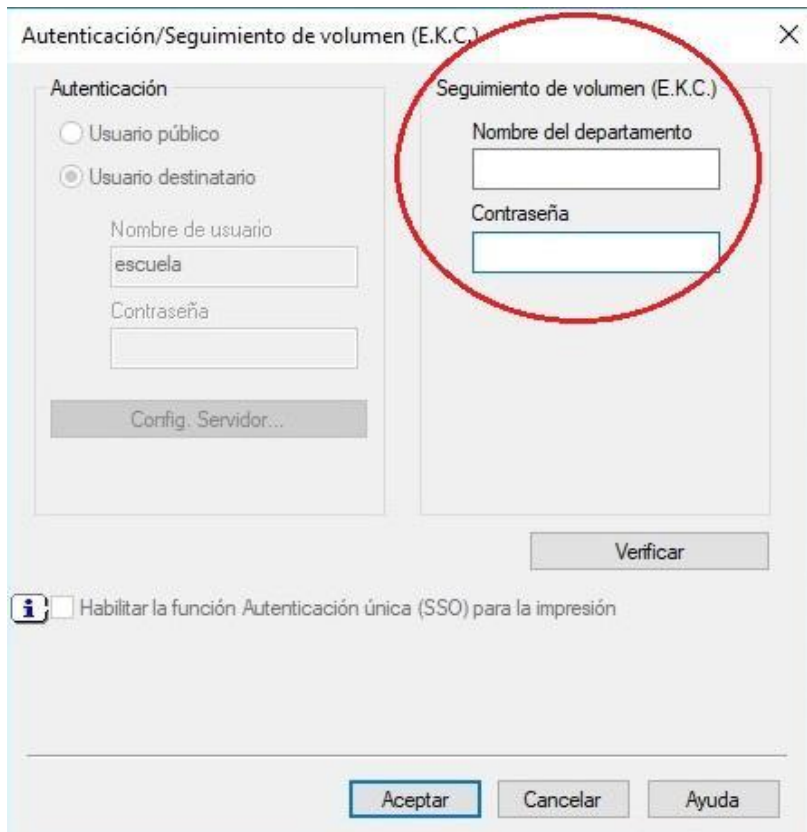 Autenticación/Seguimiento de volumen (E.K.C.)
Autenticación
Usuario público
Usuario destinatario
Nombre de usuario
escuela
Contraseña
Config. Servidor...
Seguimiento de volumen (E.K.C.)
Nombre del departamento
Contraseña
Verificar
Habilitar la función Autenticación única (SSO) para la impresión
Aceptar
Cancelar
Ayuda